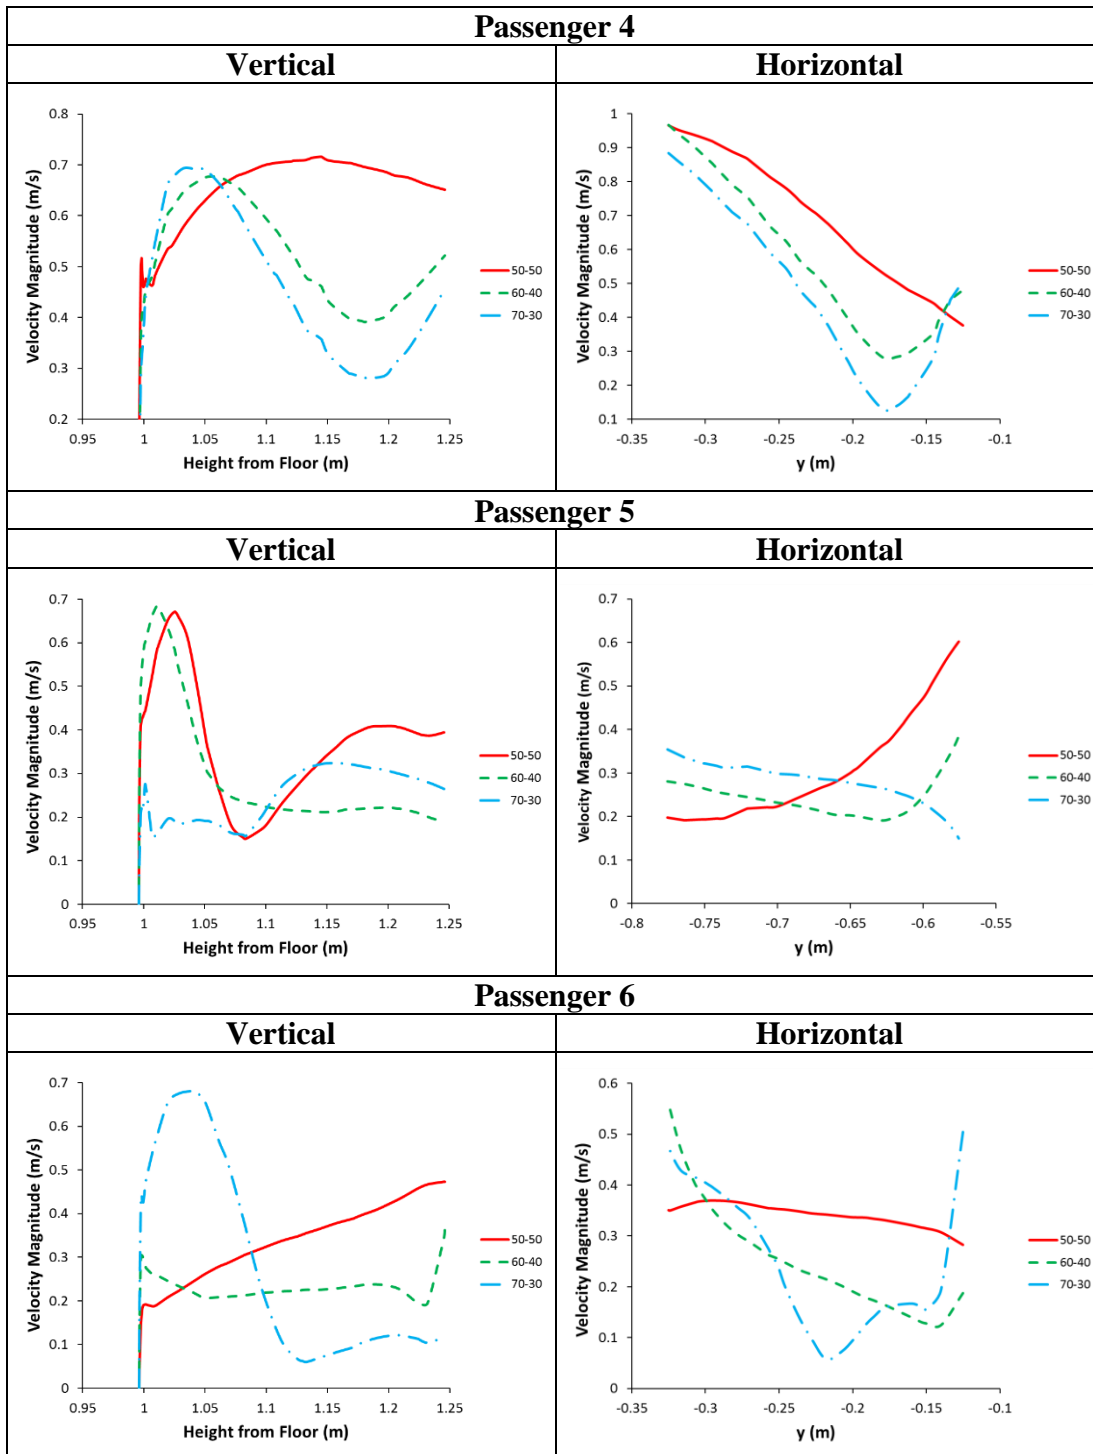 Passenger 4
Vertical Horizontal
0.8
0.7
0.6
0.5
0.4
0.3
0.2
0.95 1 1.05 1.1 1.15 1.2 1.25
Height from Floor (m)
Velocity Magnitude (m/s)
50-50
60-40
70-30
1
0.9
0.8
0.7
0.6
0.5
0.4
0.3
0.2
0.1
-0.35 -0.3 -0.25 -0.2 -0.15 -0.1
y (m)
Velocity Magnitude (m/s)
50-50
60-40
70-30
Passenger 5
Vertical Horizontal
0.7
0.6
0.5
0.4
0.3
0.2
0.1
0
0.95 1 1.05 1.1 1.15 1.2 1.25
Height from Floor (m)
Velocity Magnitude (m/s)
50-50
60-40
70-30
0.7
0.6
0.5
0.4
0.3
0.2
0.1
0
-0.8 -0.75 -0.7 -0.65 -0.6 -0.55
y (m)
Velocity Magnitude (m/s)
50-50
60-40
70-30
Passenger 6
Vertical Horizontal
0.7
0.6
0.5
0.4
0.3
0.2
0.1
0
0.95 1 1.05 1.1 1.15 1.2 1.25
Height from Floor (m)
Velocity Magnitude (m/s)
50-50
60-40
70-30
0.6
0.5
0.4
0.3
0.2
0.1
0
-0.35 -0.3 -0.25 -0.2 -0.15 -0.1
y (m)
Velocity Magnitude (m/s)
50-50
60-40
70-30